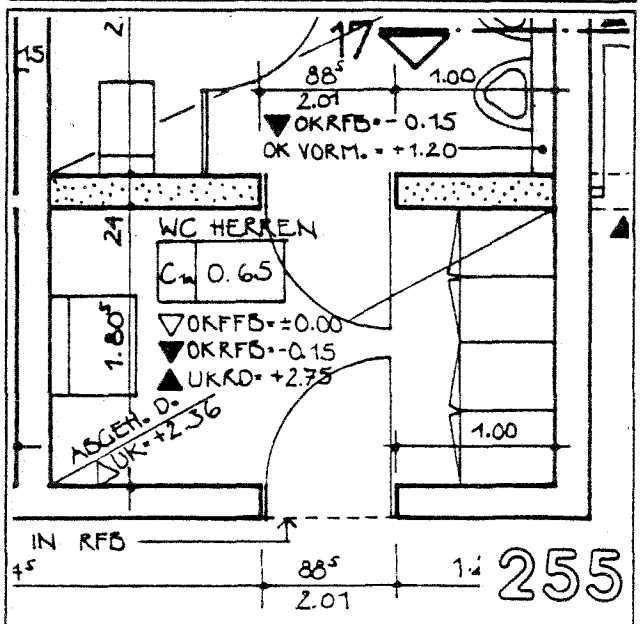 17
2
15
88⁵ 1.00
2.01
▼OKRFB=-0.15
OK VORM. = +1.20
24
WC HERREN
0.65
▽OKFFB=±0.00
▼OKRFB=-0.15
▲UKRD= +2.75
1.80⁵
ABGEH. D.
△UK=+2.36
1.00
IN RFB
4⁵ 88⁵
2.01
255